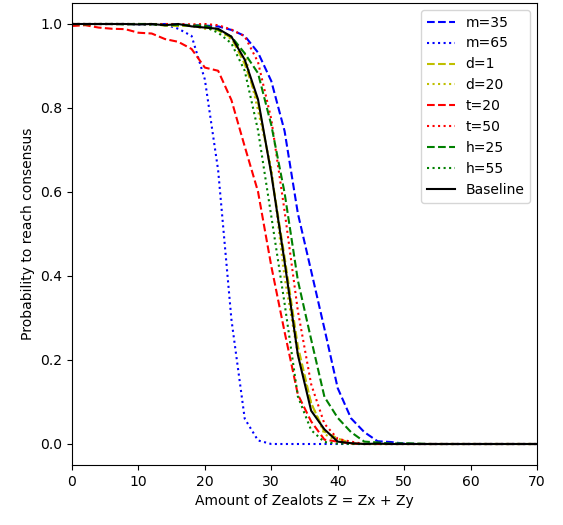 Probability to reach consensus
1.0
0.8
0.6
0.4
0.2
0.0
m=35
m=65
d=1
d=20
t=20
t=50
h=25
h=55
Baseline
0 10 20 30 40 50 60 70
Amount of Zealots Z = Zx + Zy